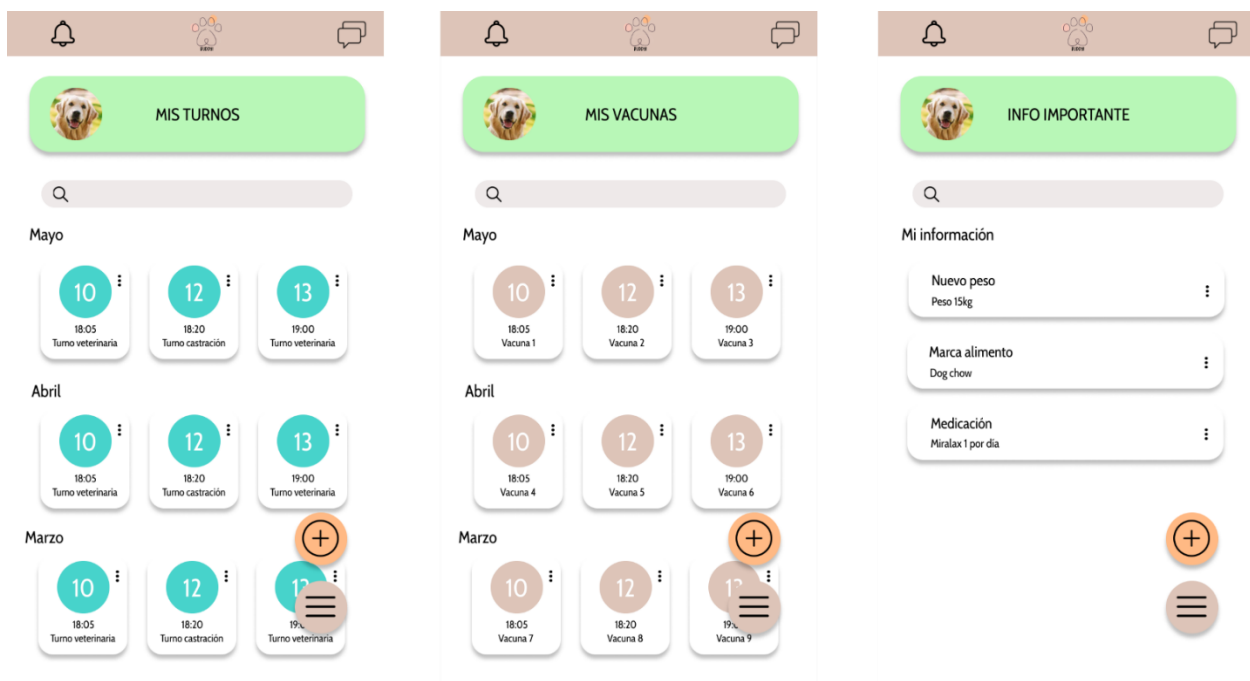 MIS TURNOS
Mayo
10
12
13
18:05
18:20
19:00
Turno veterinaria
Turno castración
Turno veterinaria
Abril
10
12
13
18:05
18:20
19:00
Turno veterinaria
Turno castración
Turno veterinaria
Marzo
10
12
18:05
18:20
Turno veterinaria
Turno castración
Turno veterinaria
MIS VACUNAS
Mayo
10
12
13
18:05
18:20
19:00
Vacuna 1
Vacuna 2
Vacuna 3
Abril
10
12
13
18:05
18:20
19:00
Vacuna 4
Vacuna 5
Vacuna 6
Marzo
10
12
18:05
18:20
Vacuna 7
Vacuna 8
Vacuna 9
INFO IMPORTANTE
Mi información
Nuevo peso
Peso 15kg
Marca alimento
Dog chow
Medicación
Miralax 1 por día